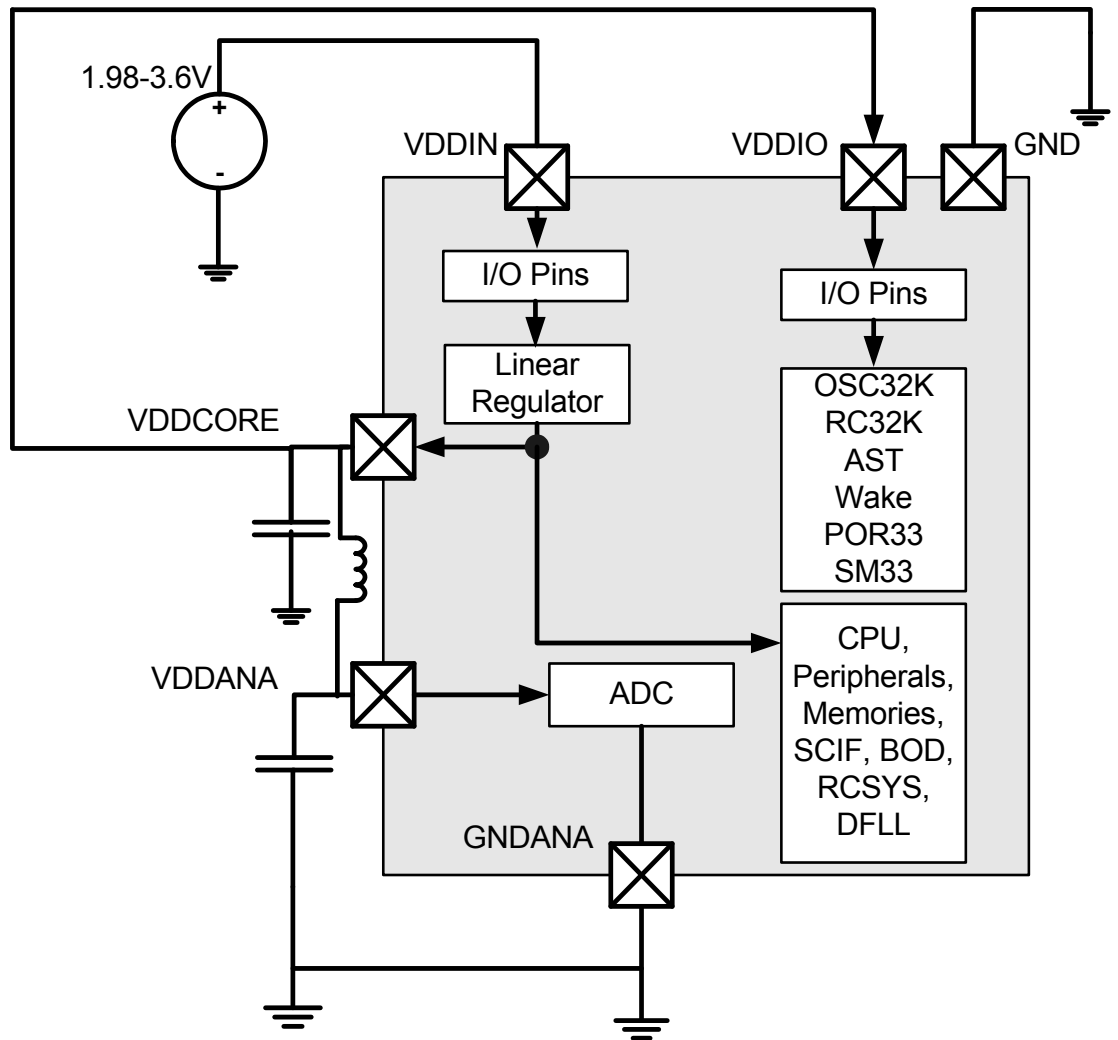 1.98-3.6V
+
-
VDDIN
VDDIO
GND
I/O Pins
I/O Pins
Linear
Regulator
OSC32K
RC32K
AST
Wake
POR33
SM33
VDDCORE
VDDANA
ADC
CPU,
Peripherals,
Memories,
SCIF, BOD,
RCSYS,
DFLL
GNDANA